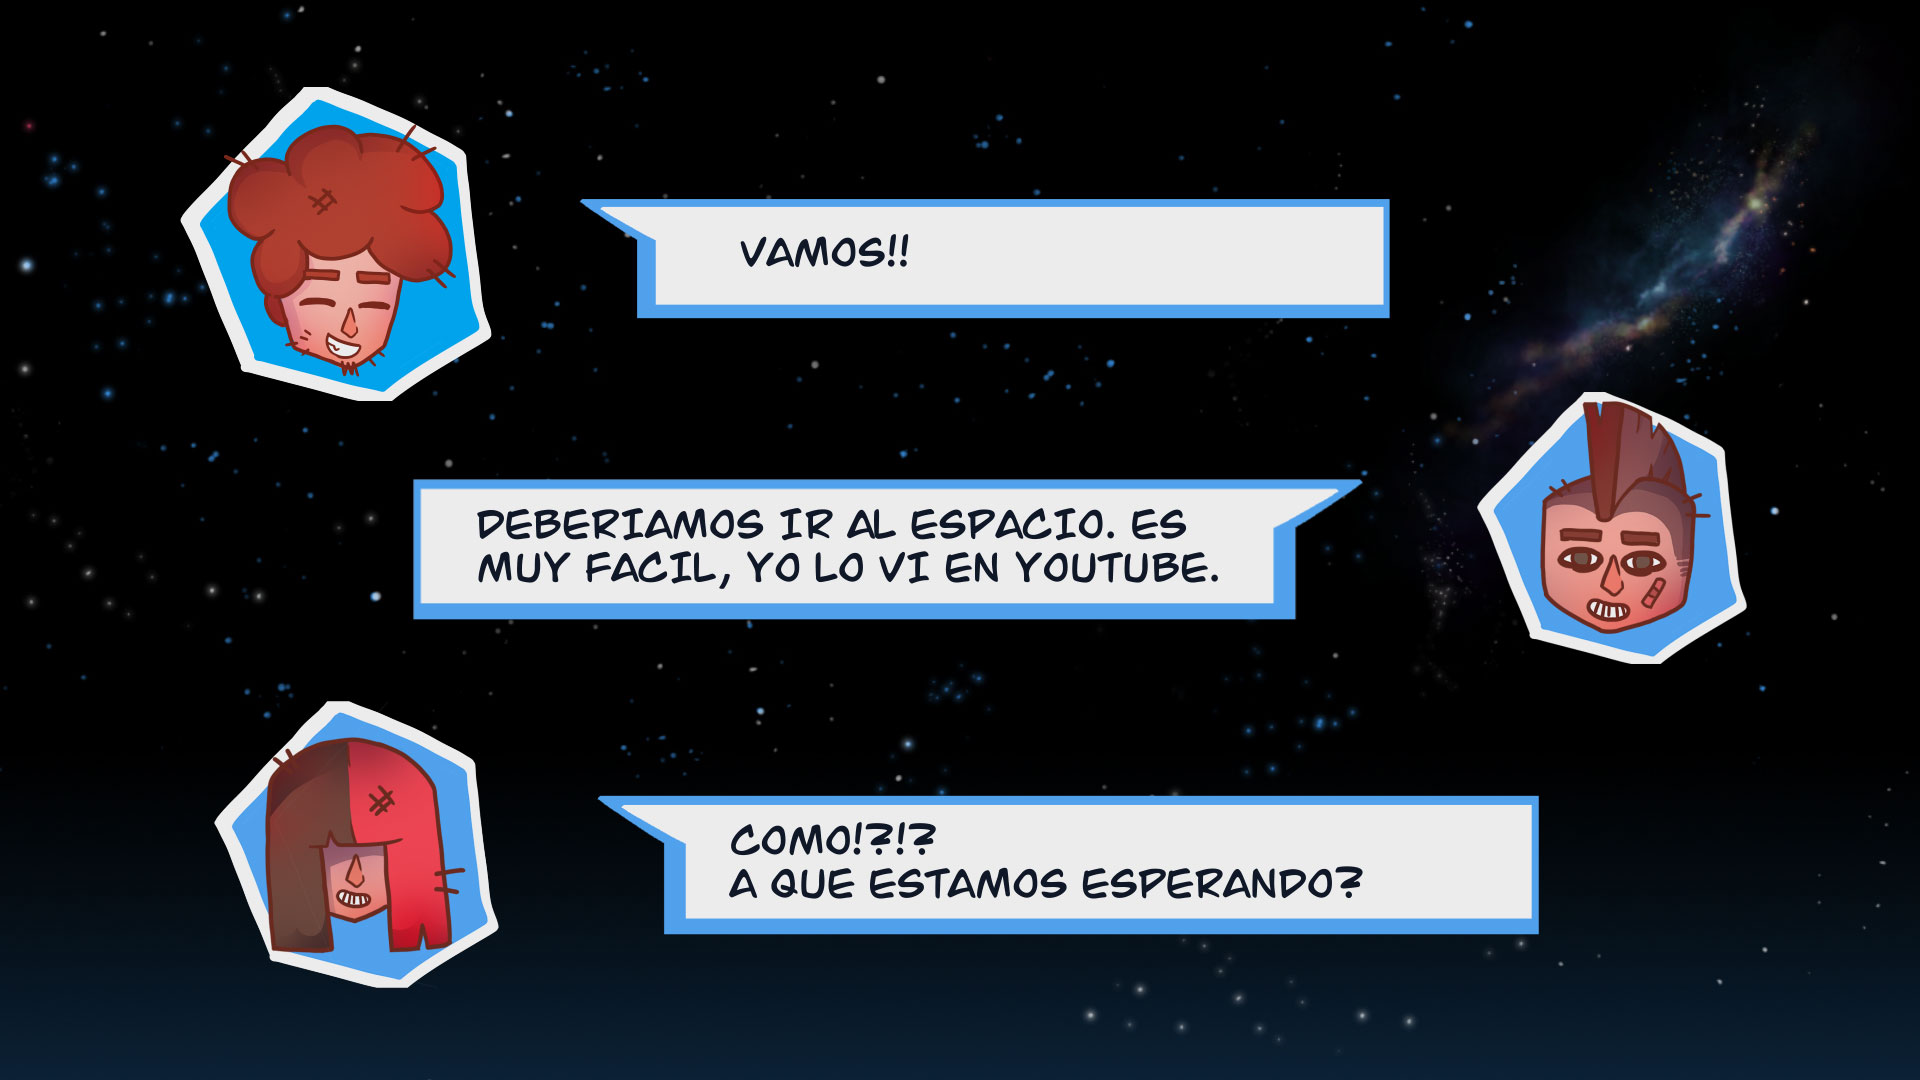 VAMOS!!
DEBERIAMOS IR AL ESPACIO. ES
MUY FACIL, YO LO VI EN YOUTUBE.
COMO!?!?
A QUE ESTAMOS ESPERANDO?